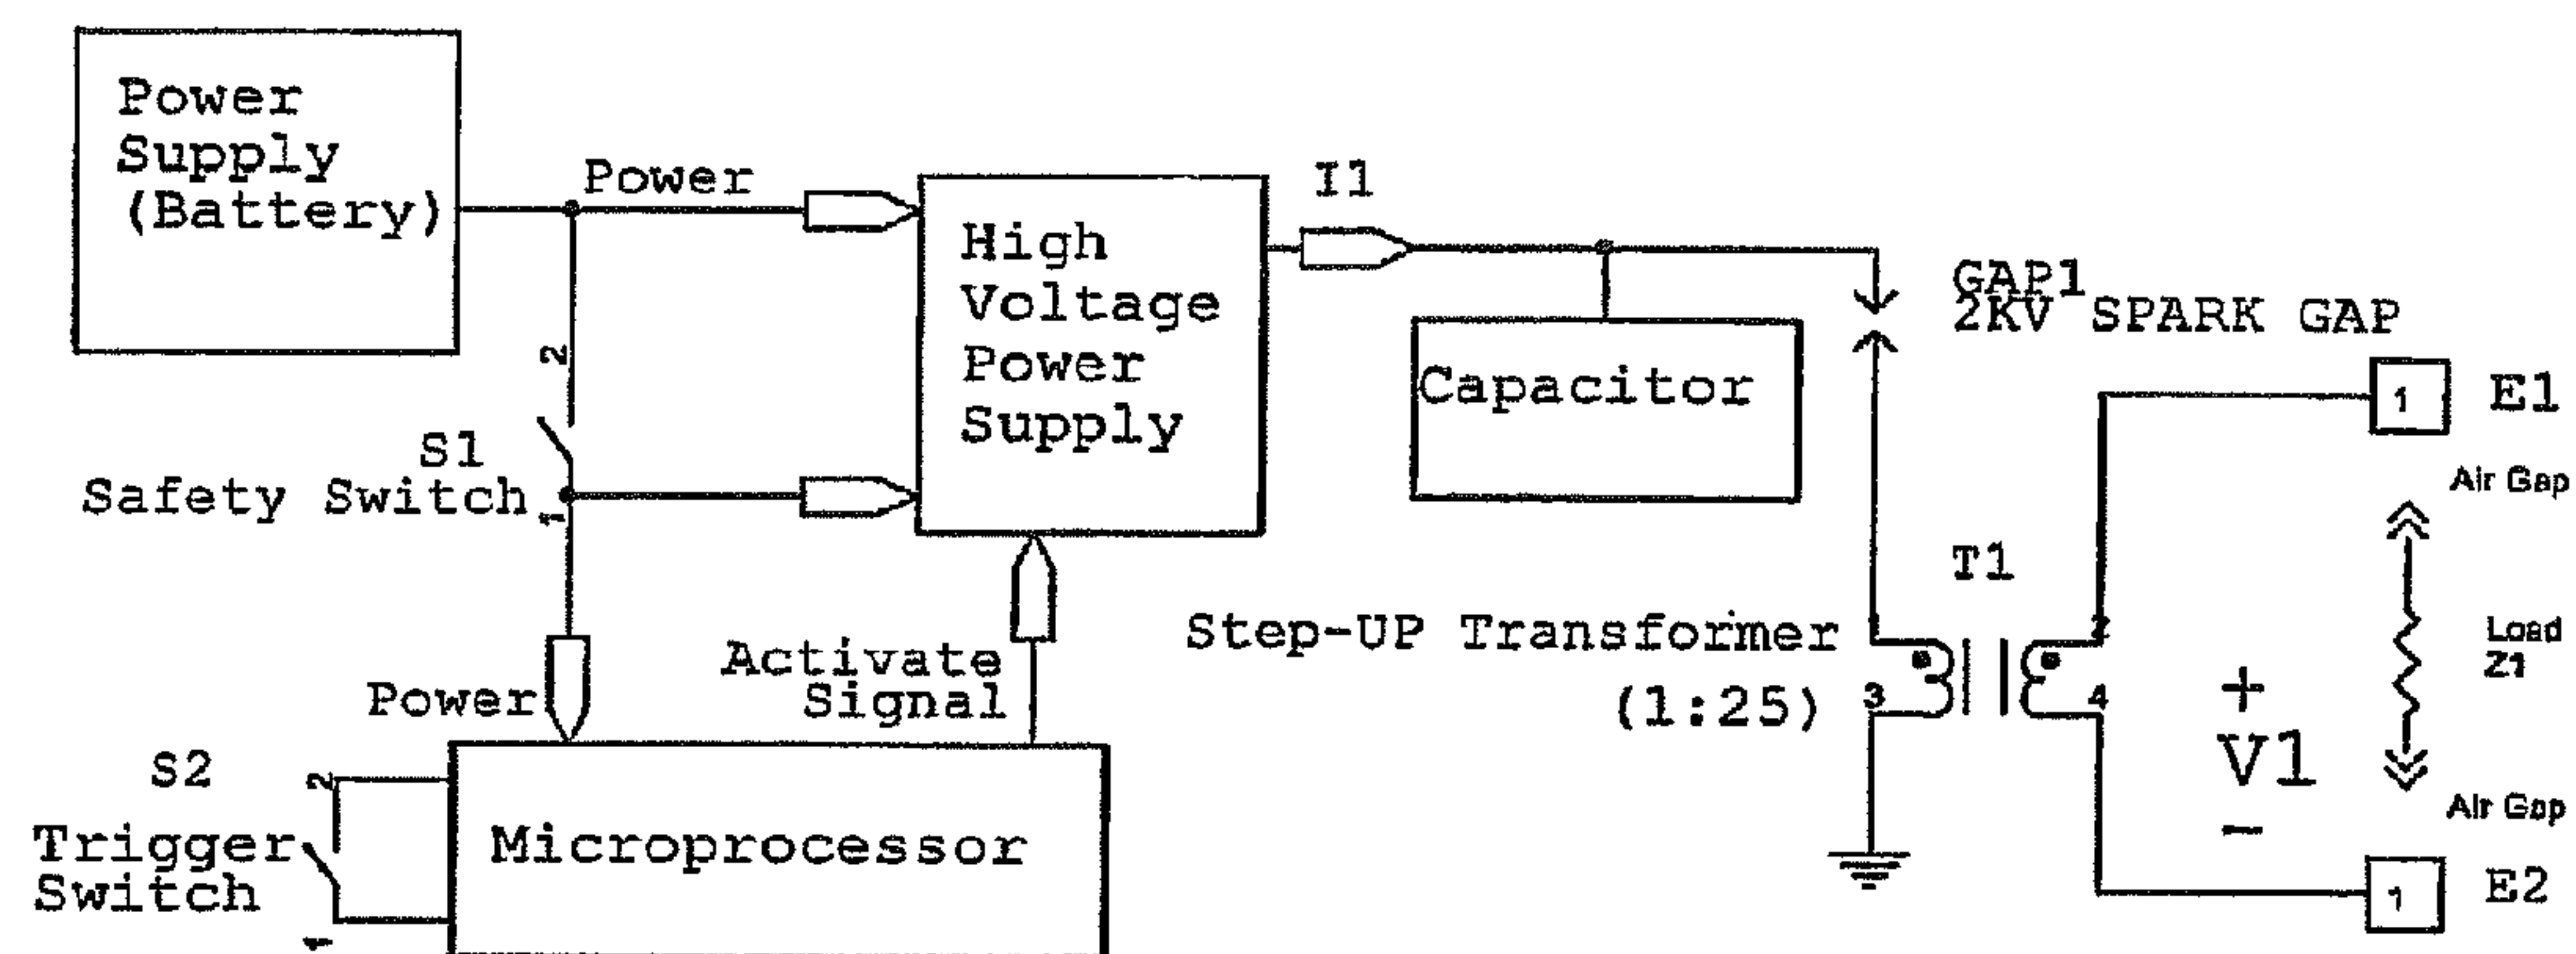 Power
Supply
(Battery)
Power
I1
High
Voltage
Power
Supply
GAP1
2KV SPARK GAP
Capacitor
2
S1
Safety Switch
1
1
E1
Air Gap
T1
Step-UP Transformer
(1:25)
2
3
4
Load
Z1
+
V1
-
Air Gap
Activate
Signal
Power
S2
2
Trigger
Switch
1
Microprocessor
1
E2